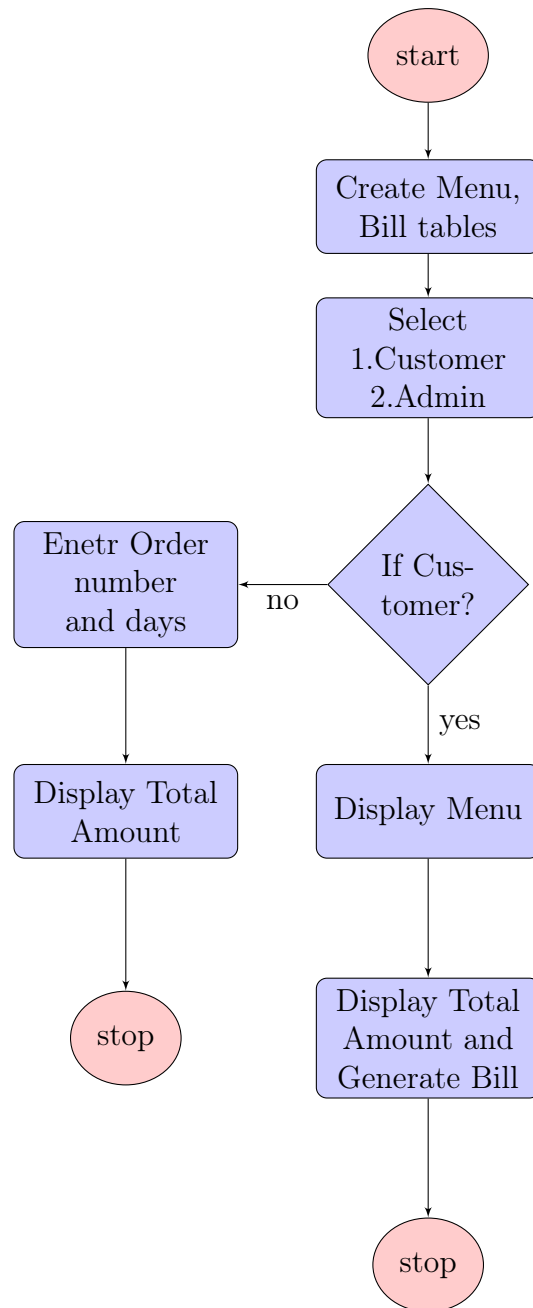 start
Create Menu,
Bill tables
Select
1.Customer
2.Admin
If Cus-
tomer?
no
Enetr Order
number
and days
yes
Display Total
Amount
Display Menu
stop
Display Total
Amount and
Generate Bill
stop